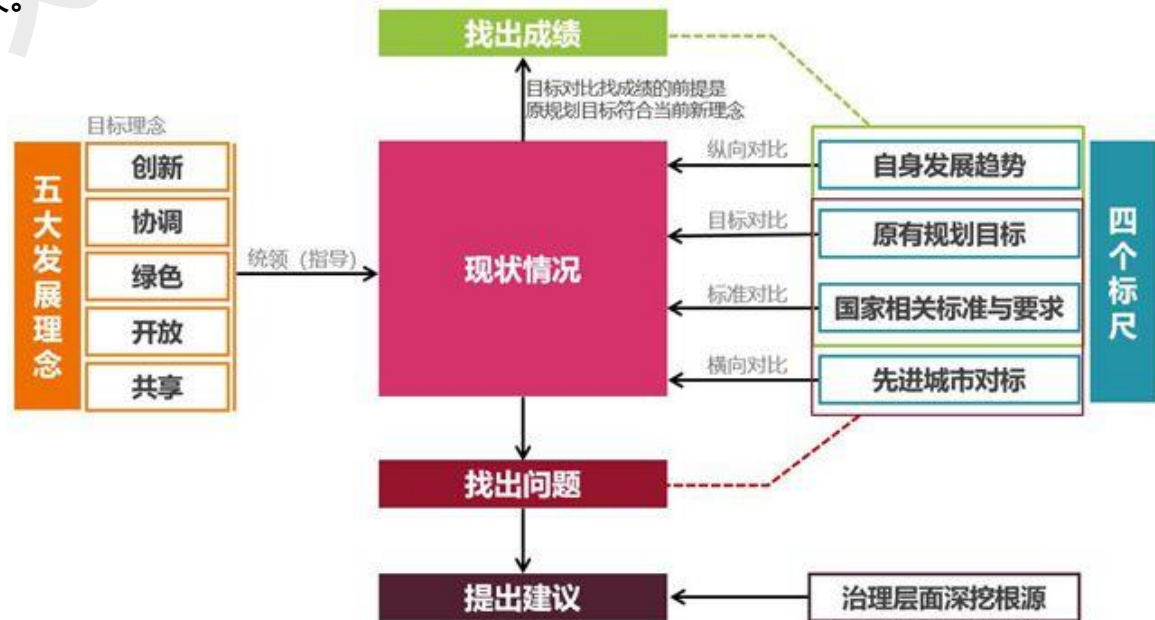 找出成绩
目标对比找成绩的前提是
原规划目标符合当前新理念
目标理念
五大发展理念
创新
协调
绿色
开放
共享
统领（指导）
现状情况
纵向对比
目标对比
标准对比
横向对比
自身发展趋势
原有规划目标
国家相关标准与要求
先进城市对标
四个标尺
找出问题
提出建议
治理层面深挖根源